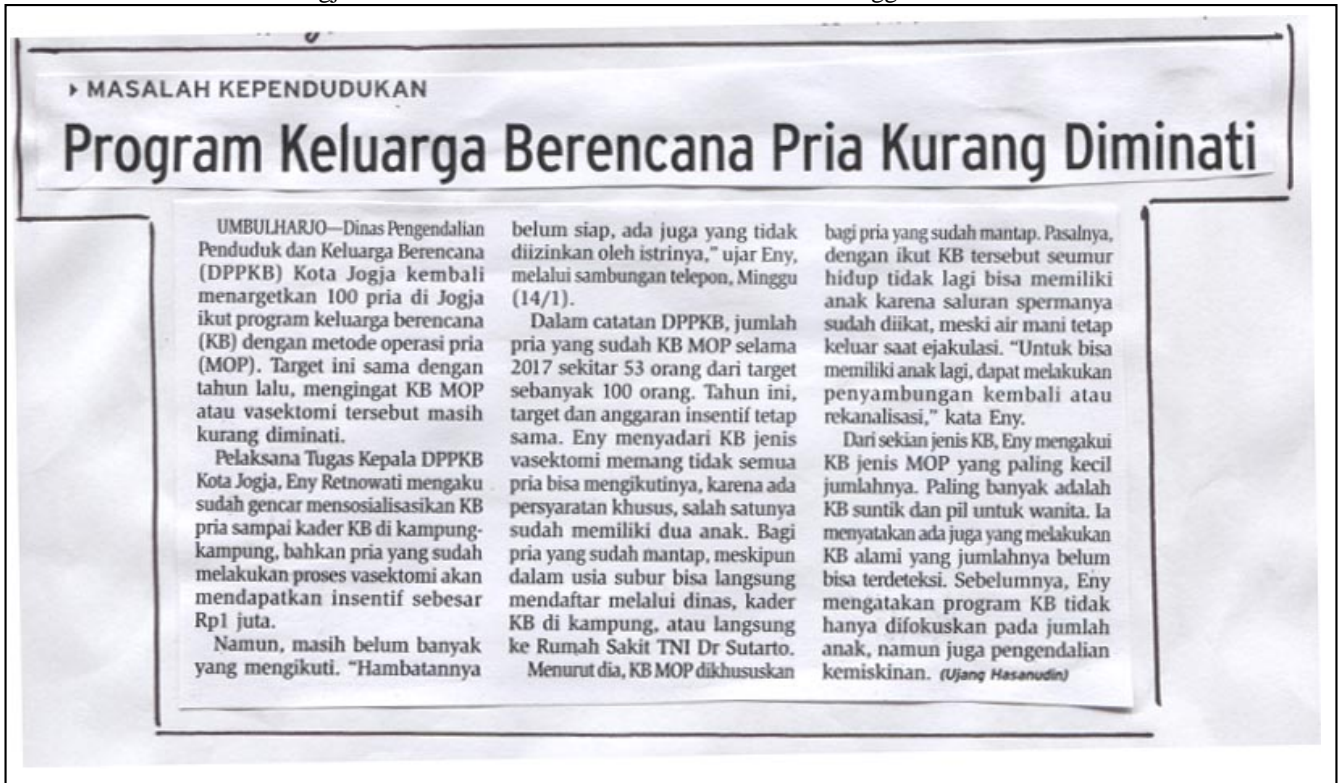 ▸ MASALAH KEPENDUDUKAN
Program Keluarga Berencana Pria Kurang Diminati
UMBULHARJO—Dinas Pengendalian
Penduduk dan Keluarga Berencana
(DPPKB) Kota Jogja kembali
menargetkan 100 pria di Jogja
ikut program keluarga berencana
(KB) dengan metode operasi pria
(MOP). Target ini sama dengan
tahun lalu, mengingat KB MOP
atau vasektomi tersebut masih
kurang diminati.
Pelaksana Tugas Kepala DPPKB
Kota Jogja, Eny Retnowati mengaku
sudah gencar mensosialisasikan KB
pria sampai kader KB di kampung-
kampung, bahkan pria yang sudah
melakukan proses vasektomi akan
mendapatkan insentif sebesar
Rp1 juta.
Namun, masih belum banyak
yang mengikuti. “Hambatannya
belum siap, ada juga yang tidak
diizinkan oleh istrinya,” ujar Eny,
melalui sambungan telepon, Minggu
(14/1).
Dalam catatan DPPKB, jumlah
pria yang sudah KB MOP selama
2017 sekitar 53 orang dari target
sebanyak 100 orang. Tahun ini,
target dan anggaran insentif tetap
sama. Eny menyadari KB jenis
vasektomi memang tidak semua
pria bisa mengikutinya, karena ada
persyaratan khusus, salah satunya
sudah memiliki dua anak. Bagi
pria yang sudah mantap, meskipun
dalam usia subur bisa langsung
mendaftar melalui dinas, kader
KB di kampung, atau langsung
ke Rumah Sakit TNI Dr Sutarto.
Menurut dia, KB MOP dikhususkan
bagi pria yang sudah mantap. Pasalnya,
dengan ikut KB tersebut seumur
hidup tidak lagi bisa memiliki
anak karena saluran spermanya
sudah diikat, meski air mani tetap
keluar saat ejakulasi. “Untuk bisa
memiliki anak lagi, dapat melakukan
penyambungan kembali atau
rekanalisasi,” kata Eny.
Dari sekian jenis KB, Eny mengakui
KB jenis MOP yang paling kecil
jumlahnya. Paling banyak adalah
KB suntik dan pil untuk wanita. Ia
menyatakan ada juga yang melakukan
KB alami yang jumlahnya belum
bisa terdeteksi. Sebelumnya, Eny
mengatakan program KB tidak
hanya difokuskan pada jumlah
anak, namun juga pengendalian
kemiskinan. (Ujang Hasanudin)